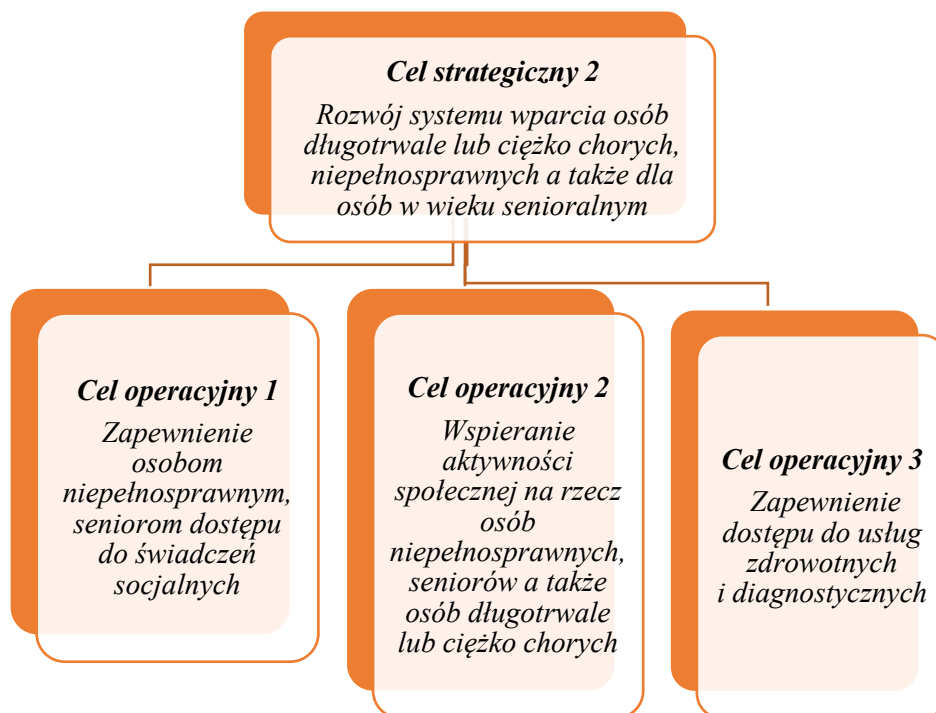 Cel strategiczny 2
Rozwój systemu wparcia osób
długotrwale lub ciężko chorych,
niepełnosprawnych a także dla
osób w wieku senioralnym
Cel operacyjny 1
Zapewnienie
osobom
niepełnosprawnym,
seniorom dostępu
do świadczeń
socjalnych
Cel operacyjny 2
Wspieranie
aktywności
społecznej na rzecz
osób
niepełnosprawnych,
seniorów a także
osób długotrwale
lub ciężko chorych
Cel operacyjny 3
Zapewnienie
dostępu do usług
zdrowotnych
i diagnostycznych